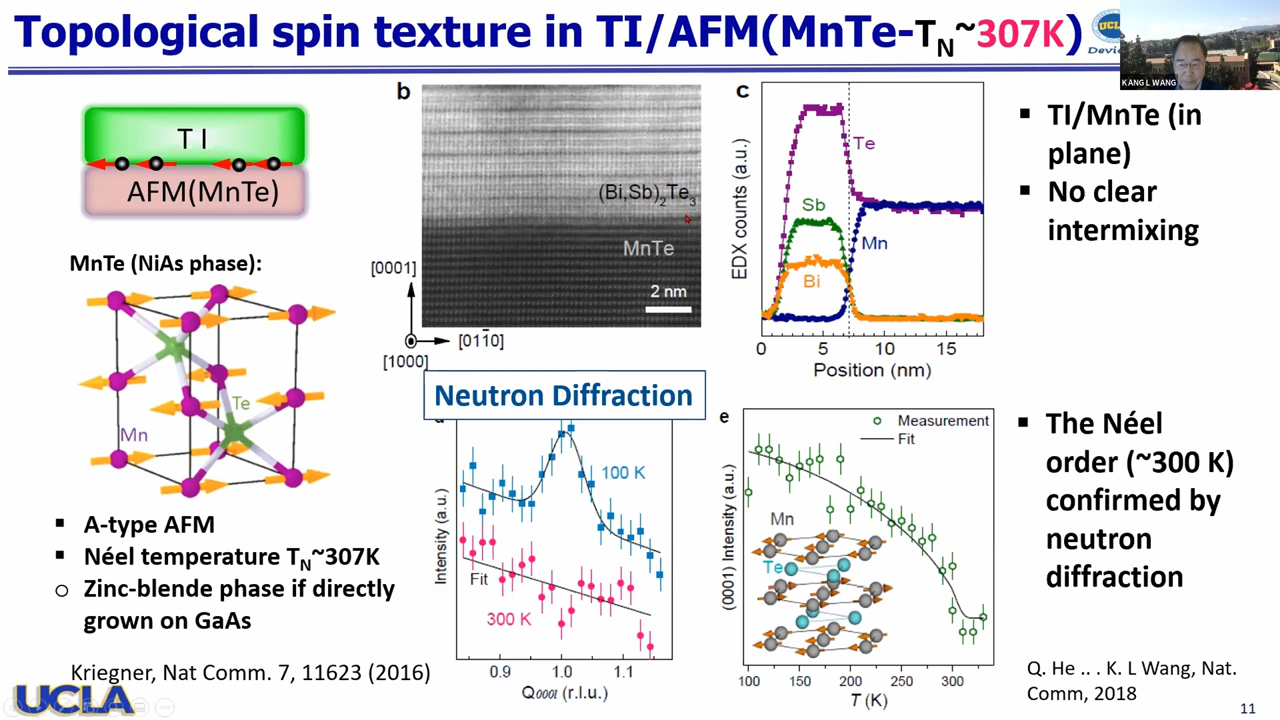 Topological spin texture in TI/AFM(MnTe-TN~307K)
UCLA
KANG L WANG
T I
AFM(MnTe)
MnTe (NiAs phase):
Mn
Te
▪ A-type AFM
▪ Néel temperature TN~307K
○ Zinc-blende phase if directly
grown on GaAs
Kriegner, Nat Comm. 7, 11623 (2016)
UCLA
b
(Bi,Sb)2Te3
MnTe
2 nm
[0001]
[011̅0]
[1000]
c
EDX counts (a.u.)
Te
Sb
Mn
Bi
0 5 10 15
Position (nm)
Neutron Diffraction
Intensity (a.u.)
100 K
Fit
300 K
0.9 1.0 1.1
Q0001 (r.l.u.)
e
Measurement
Fit
(0001) Intensity (a.u.)
Mn
Te
100 150 200 250 300
T (K)
▪ TI/MnTe (in
plane)
▪ No clear
intermixing
▪ The Néel
order (~300 K)
confirmed by
neutron
diffraction
Q. He .. . K. L Wang, Nat.
Comm, 2018
11